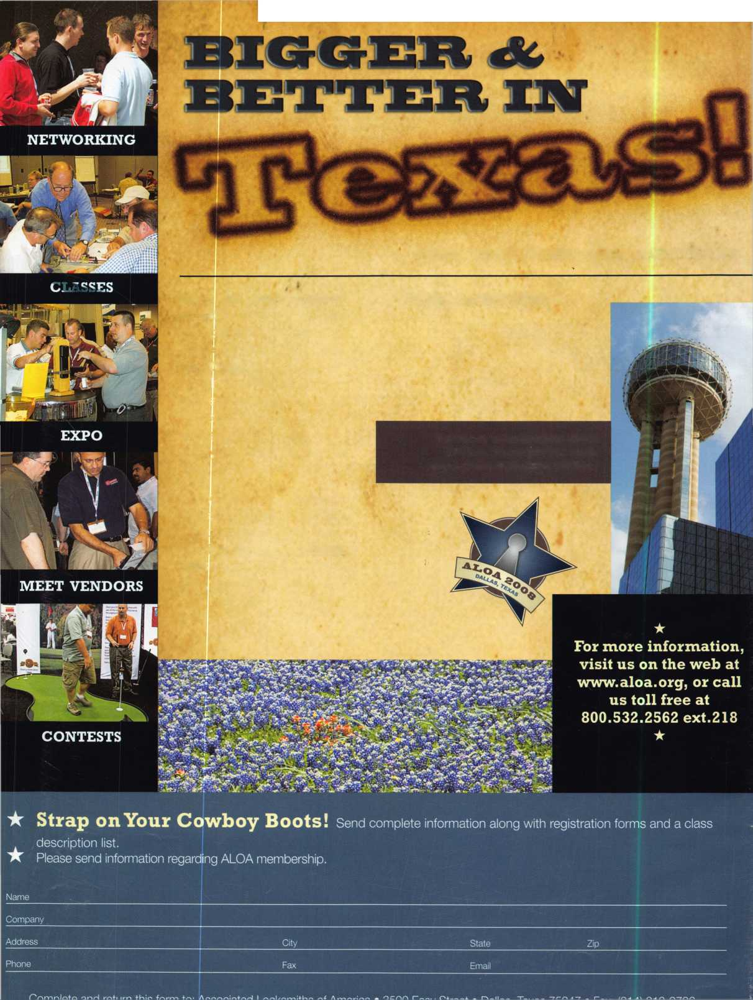 BIGGER &
BETTER IN
Texas!
NETWORKING
CLASSES
EXPO
MEET VENDORS
CONTESTS
ALOA 2008
DALLAS, TEXAS
For more information,
visit us on the web at
www.aloa.org, or call
us toll free at
800.532.2562 ext.218
Strap on Your Cowboy Boots! Send complete information along with registration forms and a class
description list.
Please send information regarding ALOA membership.
Name
Company
Address City State Zip
Phone Fax Email
Complete and return this form to: Associated Locksmiths of America • 3500 Easy Street • Dallas, Texas 75247 • Fax: